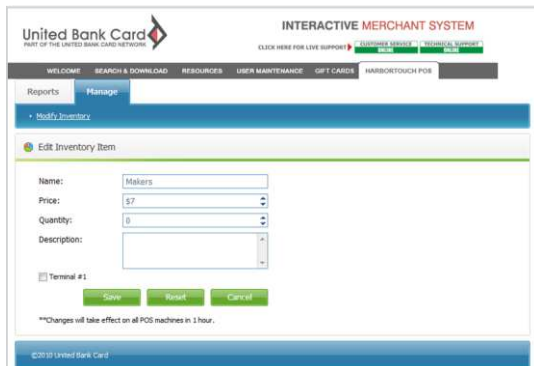 United Bank Card
PART OF THE UNITED BANK CARD NETWORK
INTERACTIVE MERCHANT SYSTEM
CLICK HERE FOR LIVE SUPPORT
CUSTOMER SERVICE
ONLINE
TECHNICAL SUPPORT
ONLINE
WELCOME SEARCH & DOWNLOAD RESOURCES USER MAINTENANCE GIFT CARDS HARBORTOUCH POS
Reports Manage
Modify Inventory
Edit Inventory Item
Name: Makers
Price: $7
Quantity: 0
Description:
Terminal #1
Save Reset Cancel
**Changes will take effect on all POS machines in 1 hour.
©2010 United Bank Card